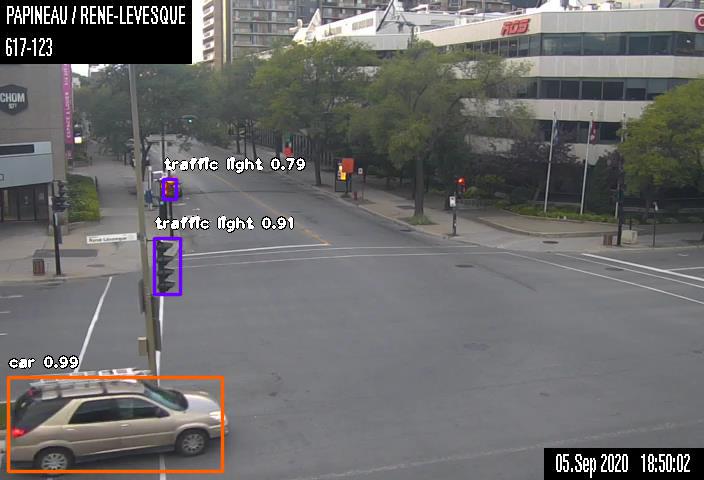 PAPINEAU / RENE-LEVESQUE
617-123
RDS
CHOM
traffic light 0.79
traffic light 0.91
René-Lévesque
car 0.99
05.Sep 2020 18:50:02